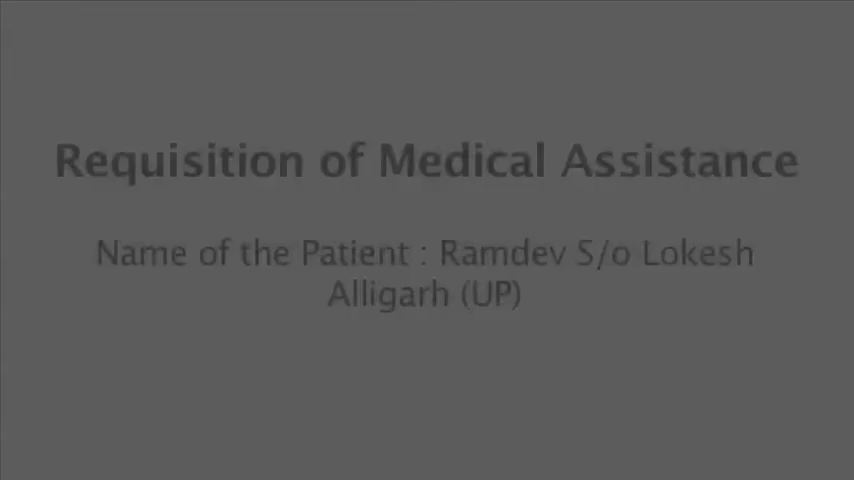 Requisition of Medical Assistance
Name of the Patient : Ramdev S/o Lokesh
Alligarh (UP)